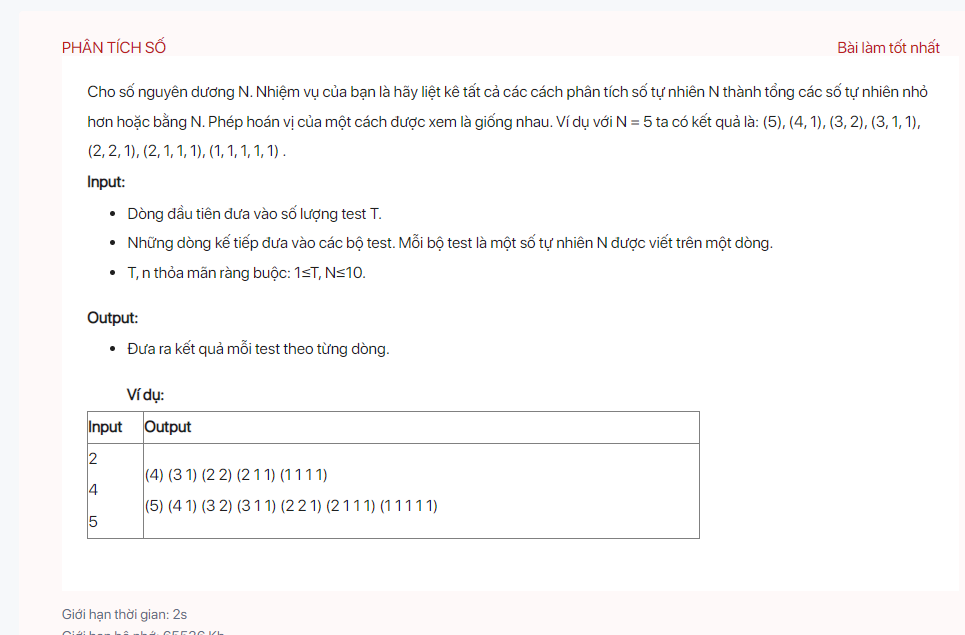 PHÂN TÍCH SỐ
Bài làm tốt nhất
Cho số nguyên dương N. Nhiệm vụ của bạn là hãy liệt kê tất cả các cách phân tích số tự nhiên N thành tổng các số tự nhiên nhỏ
hơn hoặc bằng N. Phép hoán vị của một cách được xem là giống nhau. Ví dụ với N = 5 ta có kết quả là: (5), (4, 1), (3, 2), (3, 1, 1),
(2, 2, 1), (2, 1, 1, 1), (1, 1, 1, 1, 1) .
Input:
• Dòng đầu tiên đưa vào số lượng test T.
• Những dòng kế tiếp đưa vào các bộ test. Mỗi bộ test là một số tự nhiên N được viết trên một dòng.
• T, n thỏa mãn ràng buộc: 1≤T, N≤10.
Output:
• Đưa ra kết quả mỗi test theo từng dòng.
Ví dụ:
Input Output
2
4
5
(4) (3 1) (2 2) (2 1 1) (1 1 1 1)
(5) (4 1) (3 2) (3 1 1) (2 2 1) (2 1 1 1) (1 1 1 1 1)
Giới hạn thời gian: 2s